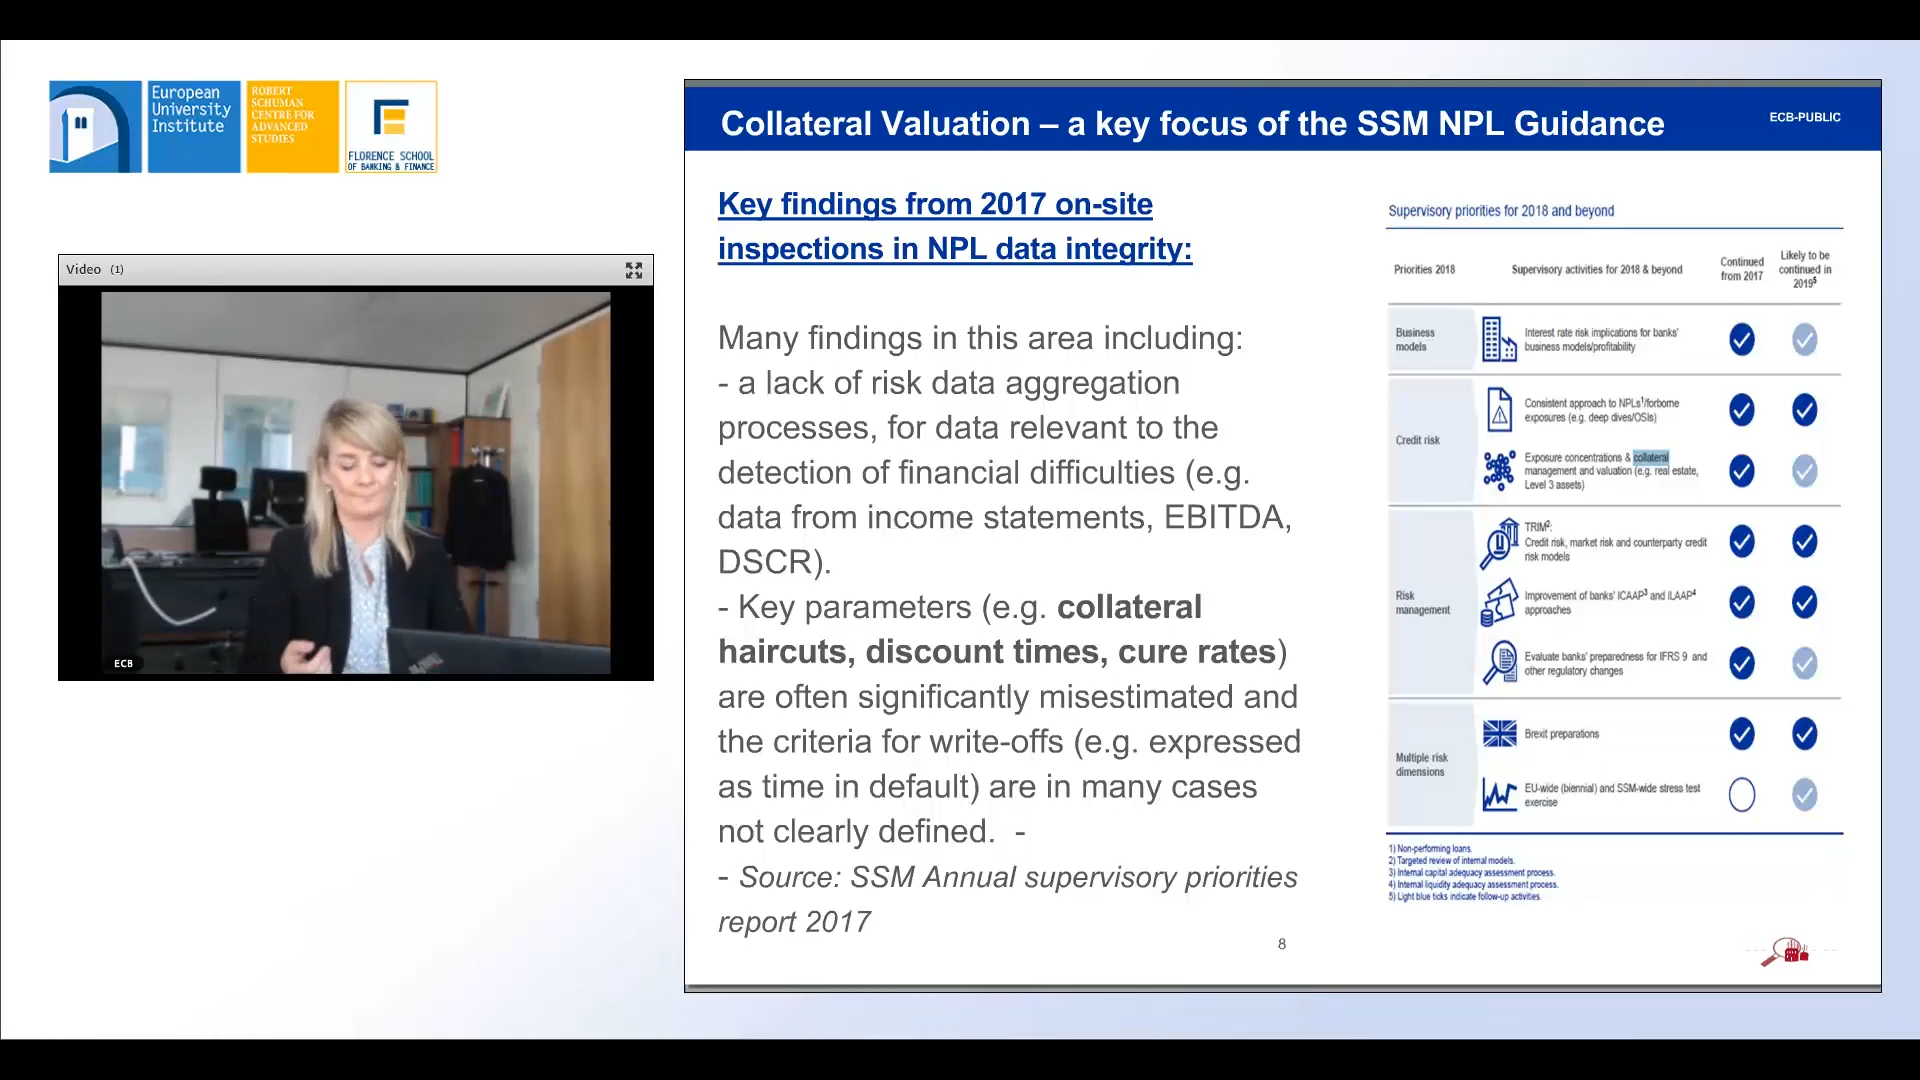 European
University
Institute
ROBERT
SCHUMAN
CENTRE FOR
ADVANCED
STUDIES
FLORENCE SCHOOL
OF BANKING & FINANCE
Video (1)
ECB
Collateral Valuation – a key focus of the SSM NPL Guidance
ECB-PUBLIC
Key findings from 2017 on-site
inspections in NPL data integrity:
Many findings in this area including:
- a lack of risk data aggregation
processes, for data relevant to the
detection of financial difficulties (e.g.
data from income statements, EBITDA,
DSCR).
- Key parameters (e.g. collateral
haircuts, discount times, cure rates)
are often significantly misestimated and
the criteria for write-offs (e.g. expressed
as time in default) are in many cases
not clearly defined. -
- Source: SSM Annual supervisory priorities
report 2017
8
Supervisory priorities for 2018 and beyond
Priorities 2018
Supervisory activities for 2018 & beyond
Continued
from 2017
Likely to be
continued in
2019⁵
Business
models
Interest rate risk implications for banks'
business models/profitability
Credit risk
Consistent approach to NPLs¹/forborne
exposures (e.g. deep dives/OSIs)
Exposure concentrations & collateral
management and valuation (e.g. real estate,
Level 3 assets)
Risk
management
TRIM²:
Credit risk, market risk and counterparty credit
risk models
Improvement of banks' ICAAP³ and ILAAP⁴
approaches
Evaluate banks' preparedness for IFRS 9 and
other regulatory changes
Multiple risk
dimensions
Brexit preparations
EU-wide (biennial) and SSM-wide stress test
exercise
1) Non-performing loans.
2) Targeted review of internal models.
3) Internal capital adequacy assessment process.
4) Internal liquidity adequacy assessment process.
5) Light blue ticks indicate follow-up activities.